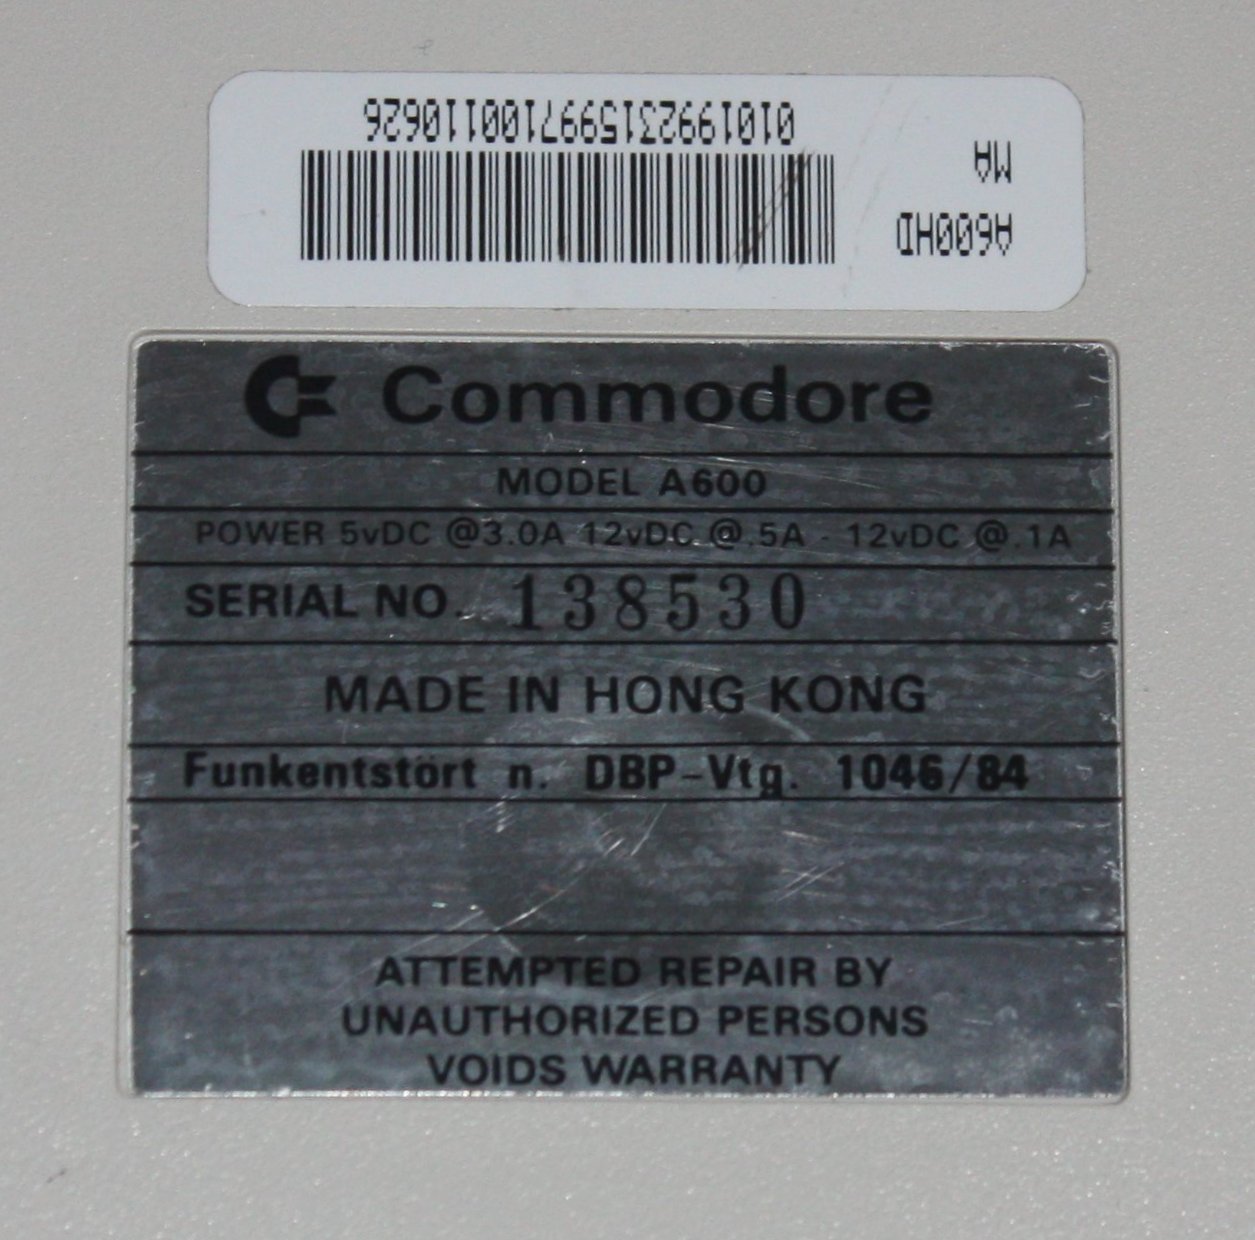 A600HD
MA
0101992315997100110626
Commodore
MODEL A600
POWER 5vDC @3.0A 12vDC @.5A - 12vDC @.1A
SERIAL NO. 138530
MADE IN HONG KONG
Funkentstört n. DBP-Vtg. 1046/84
ATTEMPTED REPAIR BY
UNAUTHORIZED PERSONS
VOIDS WARRANTY